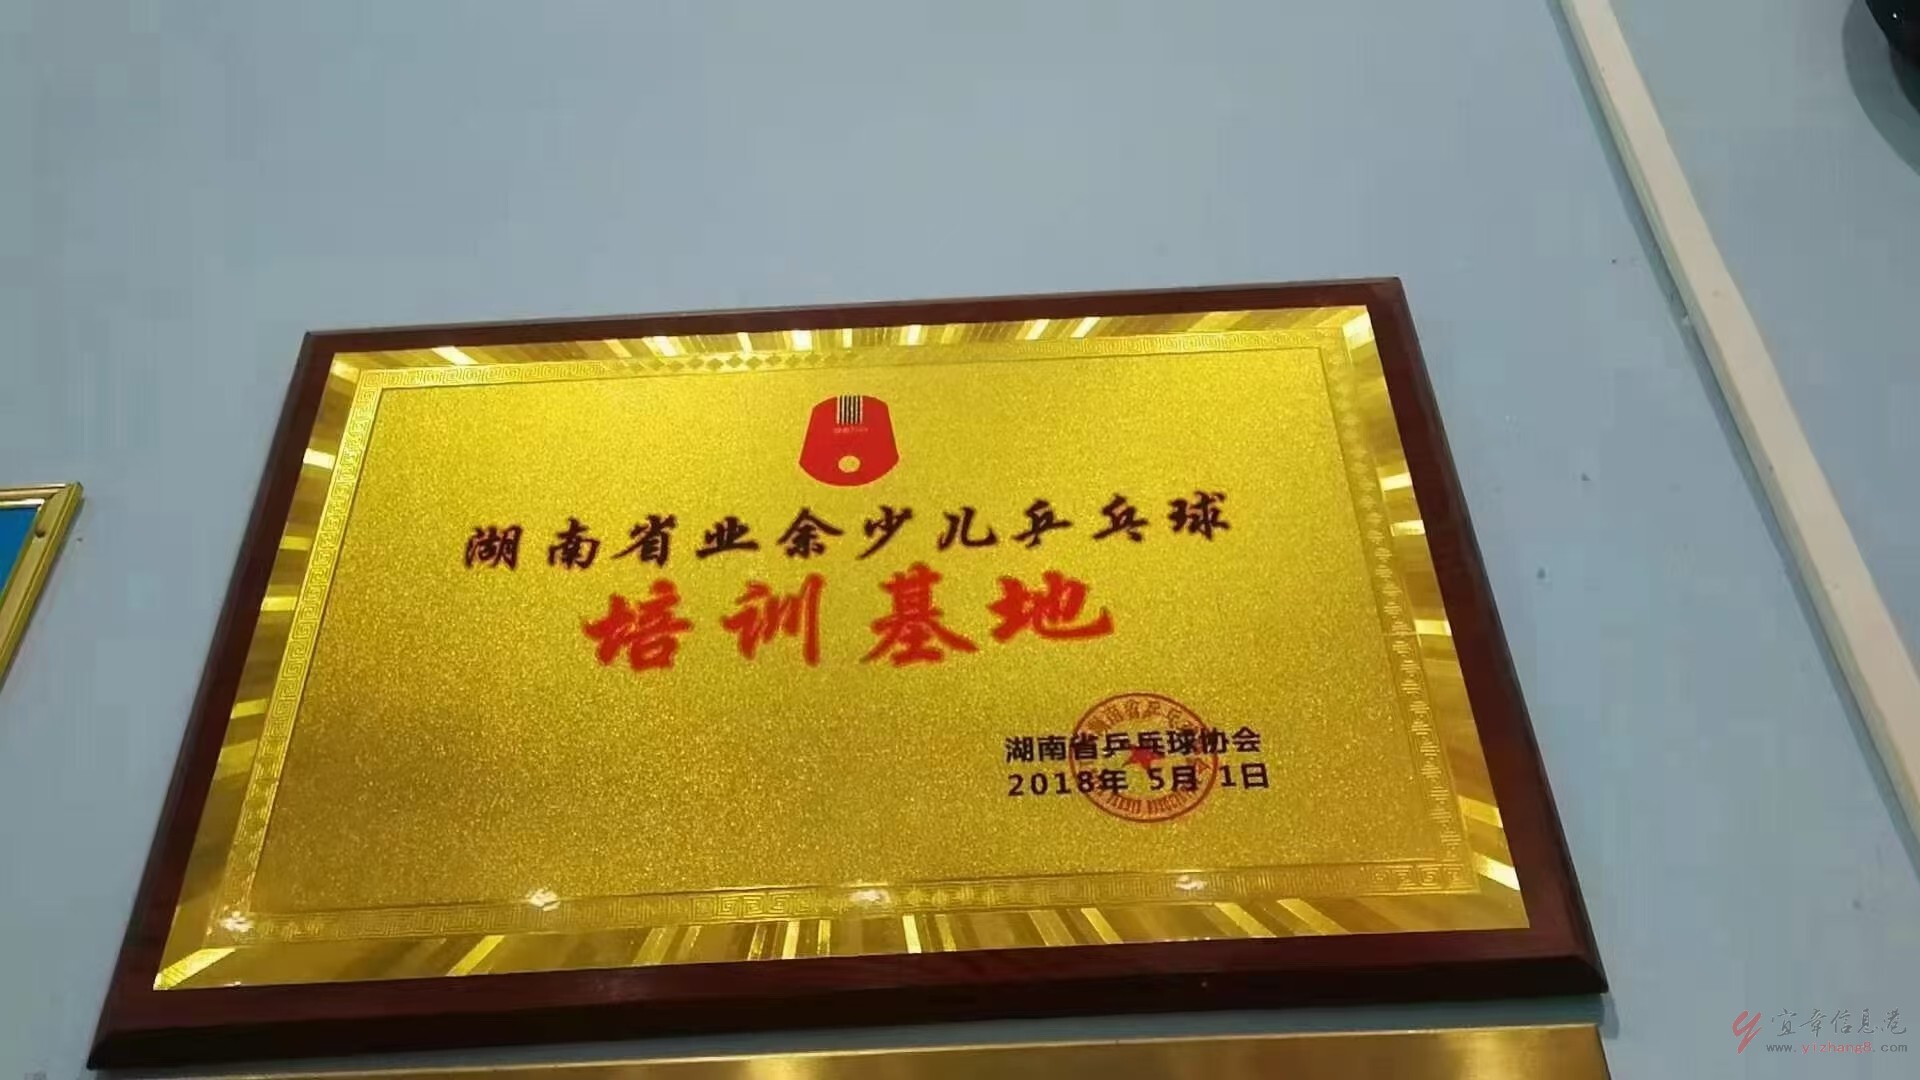 湖南省业余少儿乒乓球
培训基地
湖南省乒乓球协会
2018年 5月 1日
宜章信息港
www.yizhang8.com